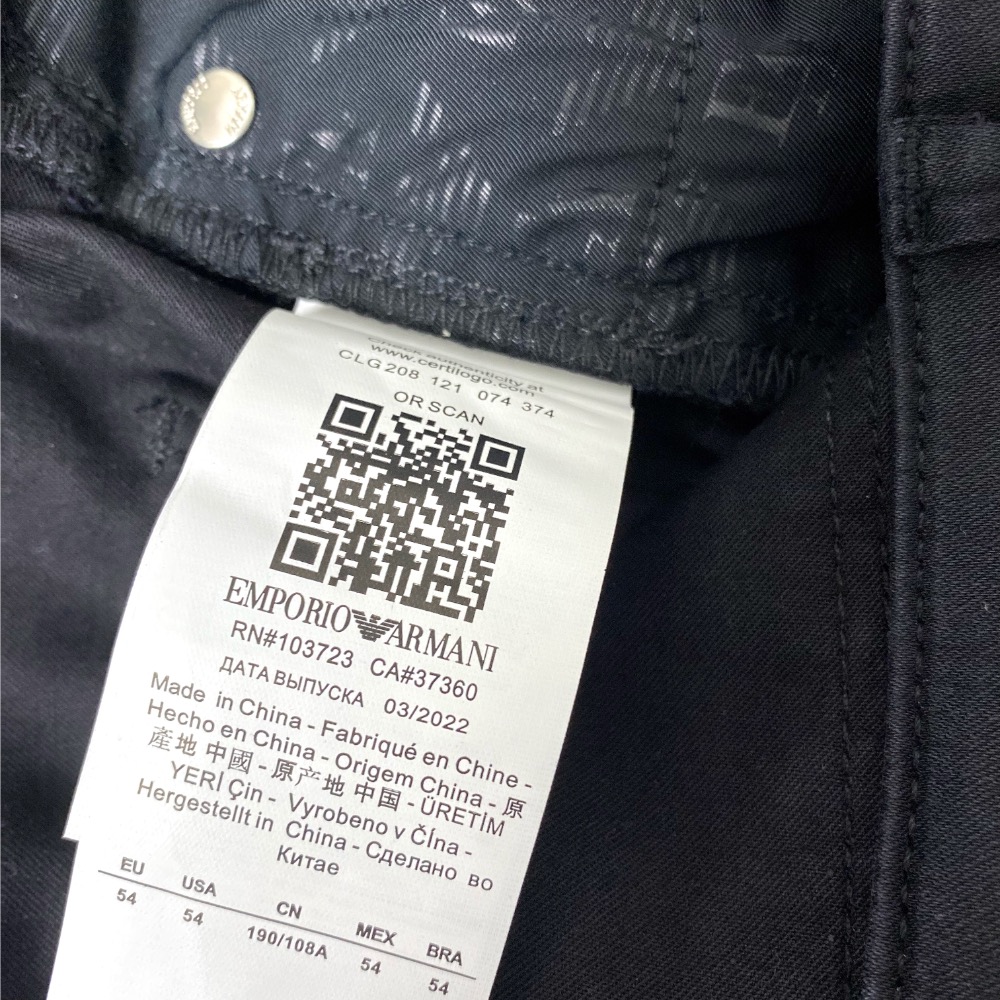 Check authenticity at
www.certilogo.com
CLG 208 121 074 374
OR SCAN
EMPORIO ARMANI
RN#103723 CA#37360
ДАТА ВЫПУСКА 03/2022
Made in China - Fabriqué en Chine -
Hecho en China - Origem China - 原
產地 中國 - 原产地 中国 - ÜRETİM
YERİ Çin - Vyrobeno v Čína -
Hergestellt in China - Сделано во
Китае
EU USA CN MEX BRA
54 54 190/108A 54 54